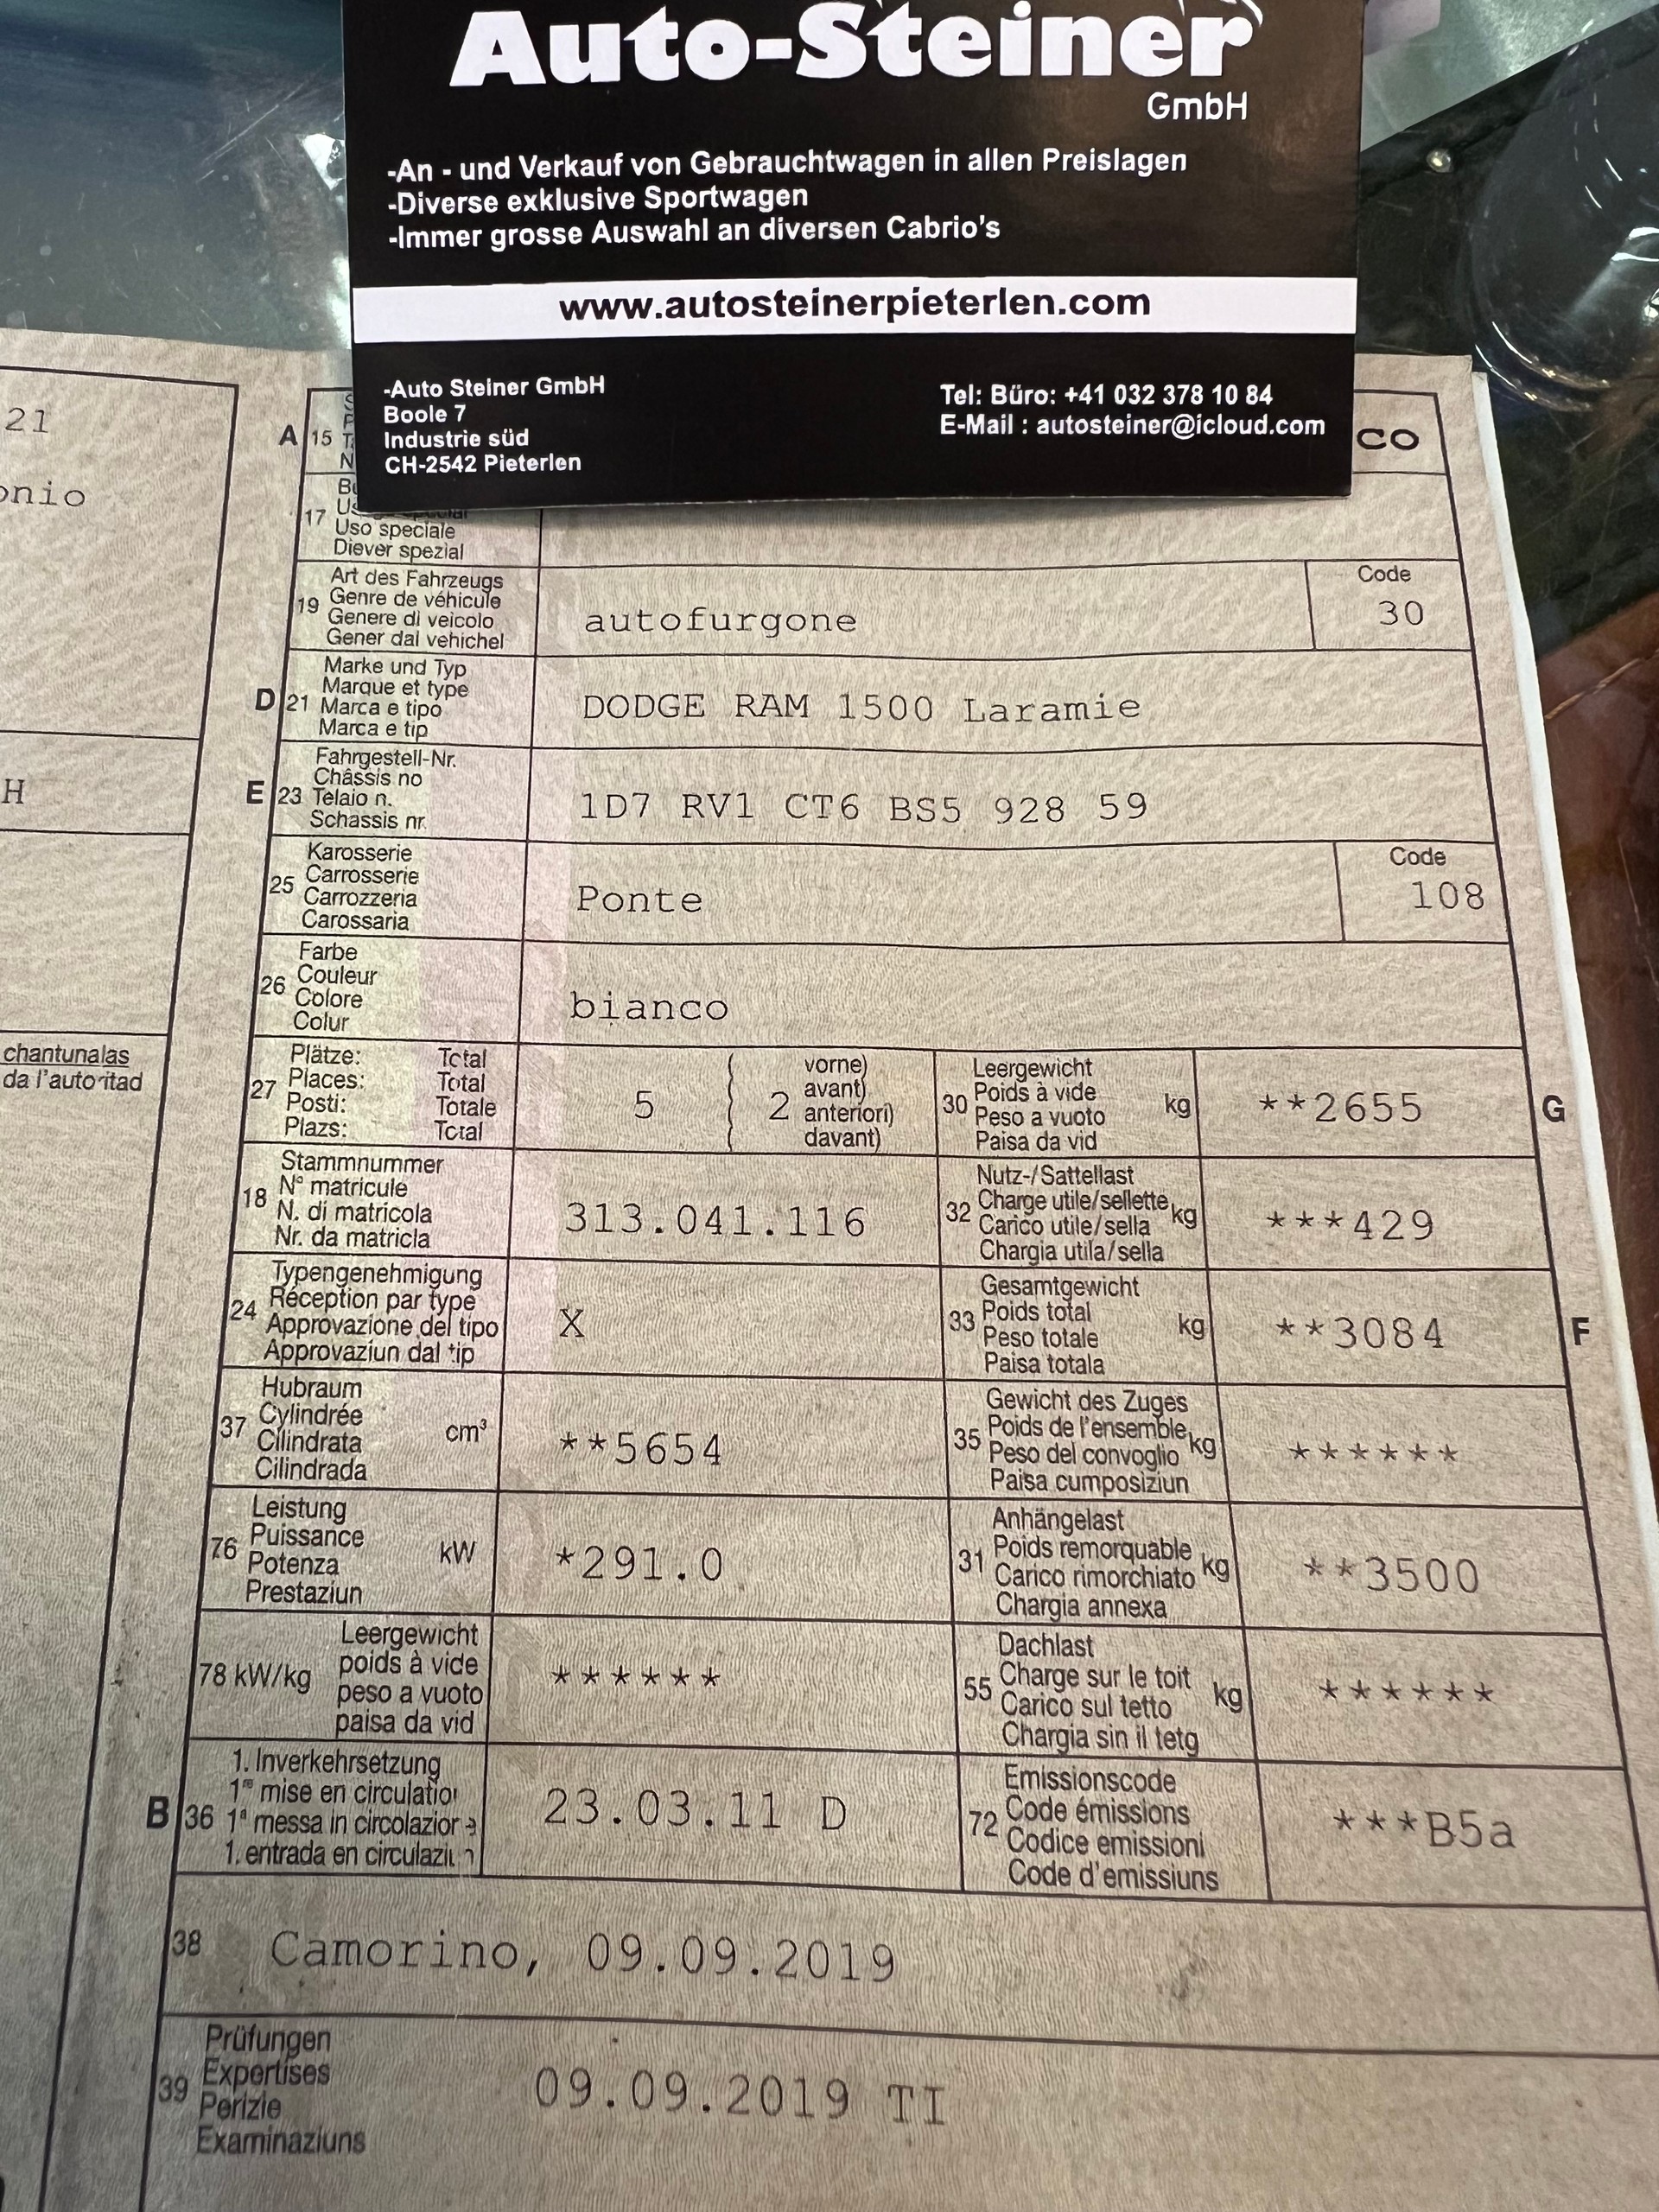 Auto-Steiner
GmbH
-An - und Verkauf von Gebrauchtwagen in allen Preislagen
-Diverse exklusive Sportwagen
-Immer grosse Auswahl an diversen Cabrio's
www.autosteinerpieterlen.com
-Auto Steiner GmbH
Boole 7
Industrie süd
CH-2542 Pieterlen
Tel: Büro: +41 032 378 10 84
E-Mail : autosteiner@icloud.com
21
onio
H
chantunalas
da l'autoritad
A 15
CO
17
Uso speciale
Diever spezial
19
Art des Fahrzeugs
Genre de véhicule
Genere di veicolo
Gener dal vehichel
autofurgone
Code
30
D 21
Marke und Typ
Marque et type
Marca e tipo
Marca e tip
DODGE RAM 1500 Laramie
E 23
Fahrgestell-Nr.
Châssis no
Telaio n.
Schassis nr.
1D7 RV1 CT6 BS5 928 59
25
Karosserie
Carrosserie
Carrozzeria
Carossaria
Ponte
Code
108
26
Farbe
Couleur
Colore
Colur
bianco
27
Plätze: Total
Places: Total
Posti: Totale
Plazs: Total
5
2
vorne)
avant)
anteriori)
davant)
30
Leergewicht
Poids à vide
Peso a vuoto
Paisa da vid
kg
**2655
G
18
Stammnummer
N° matricule
N. di matricola
Nr. da matricla
313.041.116
32
Nutz-/Sattellast
Charge utile/sellette
Carico utile/sella
Chargia utila/sella
kg
***429
24
Typengenehmigung
Réception par type
Approvazione del tipo
Approvaziun dal tip
X
33
Gesamtgewicht
Poids total
Peso totale
Paisa totala
kg
**3084
F
37
Hubraum
Cylindrée
Cilindrata
Cilindrada
cm³
**5654
35
Gewicht des Zuges
Poids de l'ensemble
Peso del convoglio
Paisa cumposiziun
kg
******
76
Leistung
Puissance
Potenza
Prestaziun
kW
*291.0
31
Anhängelast
Poids remorquable
Carico rimorchiato
Chargia annexa
kg
**3500
78 kW/kg
Leergewicht
poids à vide
peso a vuoto
paisa da vid
******
55
Dachlast
Charge sur le toit
Carico sul tetto
Chargia sin il tetg
kg
******
B 36
1. Inverkehrsetzung
1re mise en circulation
1a messa in circolazione
1. entrada en circulaziun
23.03.11 D
72
Emissionscode
Code émissions
Codice emissioni
Code d'emissiuns
***B5a
38
Camorino, 09.09.2019
39
Prüfungen
Expertises
Perizie
Examinaziuns
09.09.2019 TI